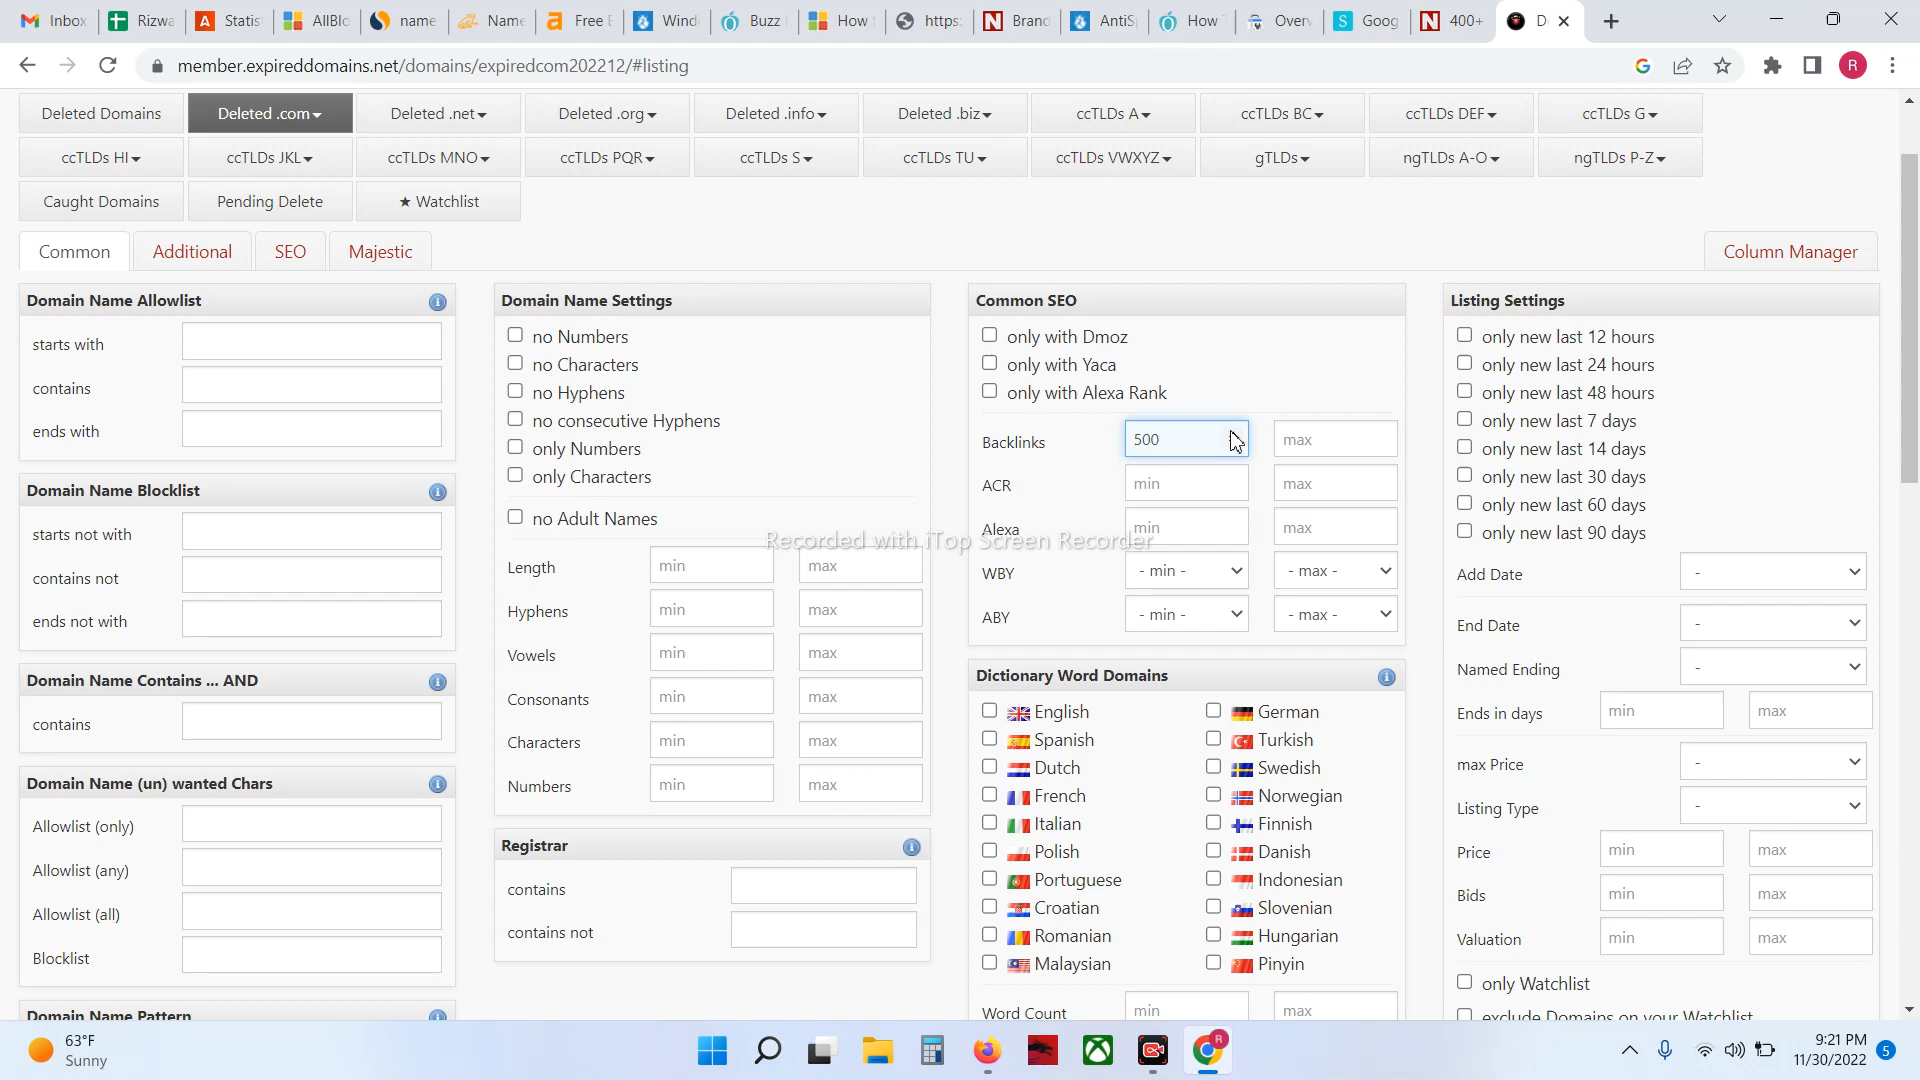 Inbox Rizwa Statis AllBlo name Name Free E Wind Buzz How t https: Brand AntiS How Overv Goog 400+ D
member.expireddomains.net/domains/expiredcom202212/#listing R
Deleted Domains Deleted .com Deleted .net Deleted .org Deleted .info Deleted .biz ccTLDs A ccTLDs BC ccTLDs DEF ccTLDs G
ccTLDs HI ccTLDs JKL ccTLDs MNO ccTLDs PQR ccTLDs S ccTLDs TU ccTLDs VWXYZ gTLDs ngTLDs A-O ngTLDs P-Z
Caught Domains Pending Delete ★ Watchlist
Common Additional SEO Majestic Column Manager
Domain Name Allowlist
starts with
contains
ends with
Domain Name Blocklist
starts not with
contains not
ends not with
Domain Name Contains ... AND
contains
Domain Name (un) wanted Chars
Allowlist (only)
Allowlist (any)
Allowlist (all)
Blocklist
Domain Name Pattern
Domain Name Settings
no Numbers
no Characters
no Hyphens
no consecutive Hyphens
only Numbers
only Characters
no Adult Names
Length min max
Hyphens min max
Vowels min max
Consonants min max
Characters min max
Numbers min max
Registrar
contains
contains not
Common SEO
only with Dmoz
only with Yaca
only with Alexa Rank
Backlinks 500 max
ACR min max
Alexa min max
WBY - min - - max -
ABY - min - - max -
Dictionary Word Domains
English German
Spanish Turkish
Dutch Swedish
French Norwegian
Italian Finnish
Polish Danish
Portuguese Indonesian
Croatian Slovenian
Romanian Hungarian
Malaysian Pinyin
Word Count min max
Listing Settings
only new last 12 hours
only new last 24 hours
only new last 48 hours
only new last 7 days
only new last 14 days
only new last 30 days
only new last 60 days
only new last 90 days
Add Date -
End Date -
Named Ending -
Ends in days min max
max Price -
Listing Type -
Price min max
Bids min max
Valuation min max
only Watchlist
exclude Domains on your Watchlist
Recorded with iTop Screen Recorder
63°F
Sunny
R
9:21 PM
11/30/2022 5